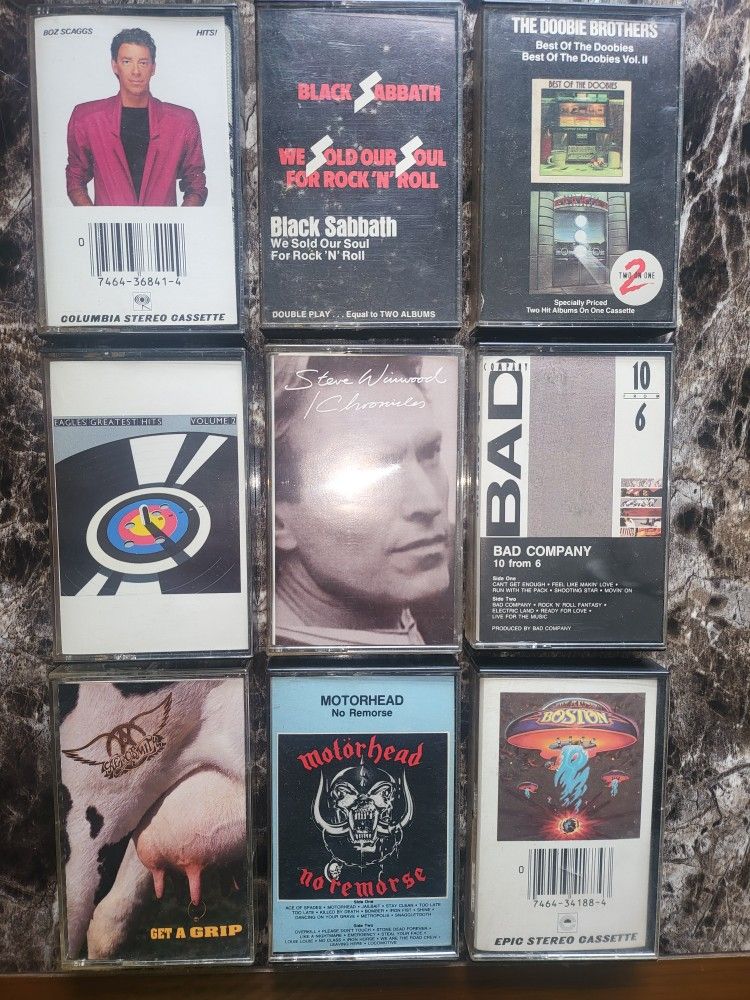 BOZ SCAGGS HITS!
0
7464-36841-4
COLUMBIA STEREO CASSETTE
BLACK SABBATH
WE SOLD OUR SOUL
FOR ROCK 'N' ROLL
Black Sabbath
We Sold Our Soul
For Rock 'N' Roll
DOUBLE PLAY . . . Equal to TWO ALBUMS
THE DOOBIE BROTHERS
Best Of The Doobies
Best Of The Doobies Vol. II
BEST OF THE DOOBIES
2
TWO ON ONE
Specially Priced
Two Hit Albums On One Cassette
EAGLES GREATEST HITS VOLUME 2
Steve Winwood
Chronicles
BAD
COMPANY
10
FROM
6
BAD COMPANY
10 from 6
Side One
CAN'T GET ENOUGH • FEEL LIKE MAKIN' LOVE •
RUN WITH THE PACK • SHOOTING STAR • MOVIN' ON
Side Two
BAD COMPANY • ROCK 'N' ROLL FANTASY •
ELECTRIC LAND • READY FOR LOVE •
LIVE FOR THE MUSIC
PRODUCED BY BAD COMPANY
AEROSMITH
GET A GRIP
MOTORHEAD
No Remorse
motörhead
no remorse
Side One
ACE OF SPADES • MOTORHEAD • JAILBAIT • STAY CLEAN • TOO LATE
TOO LATE • KILLED BY DEATH • BOMBER • IRON FIST • SHINE •
DANCING ON YOUR GRAVE • METROPOLIS • SNAGGLETOOTH
Side Two
OVERKILL • PLEASE DON'T TOUCH • STONE DEAD FOREVER •
LIKE A NIGHTMARE • EMERGENCY • STEAL YOUR FACE •
LOUIE LOUIE • NO CLASS • IRON HORSE • WE ARE THE ROAD CREW •
LEAVING HERE • LOCOMOTIVE
BOSTON
0
7464-34188-4
EPIC STEREO CASSETTE